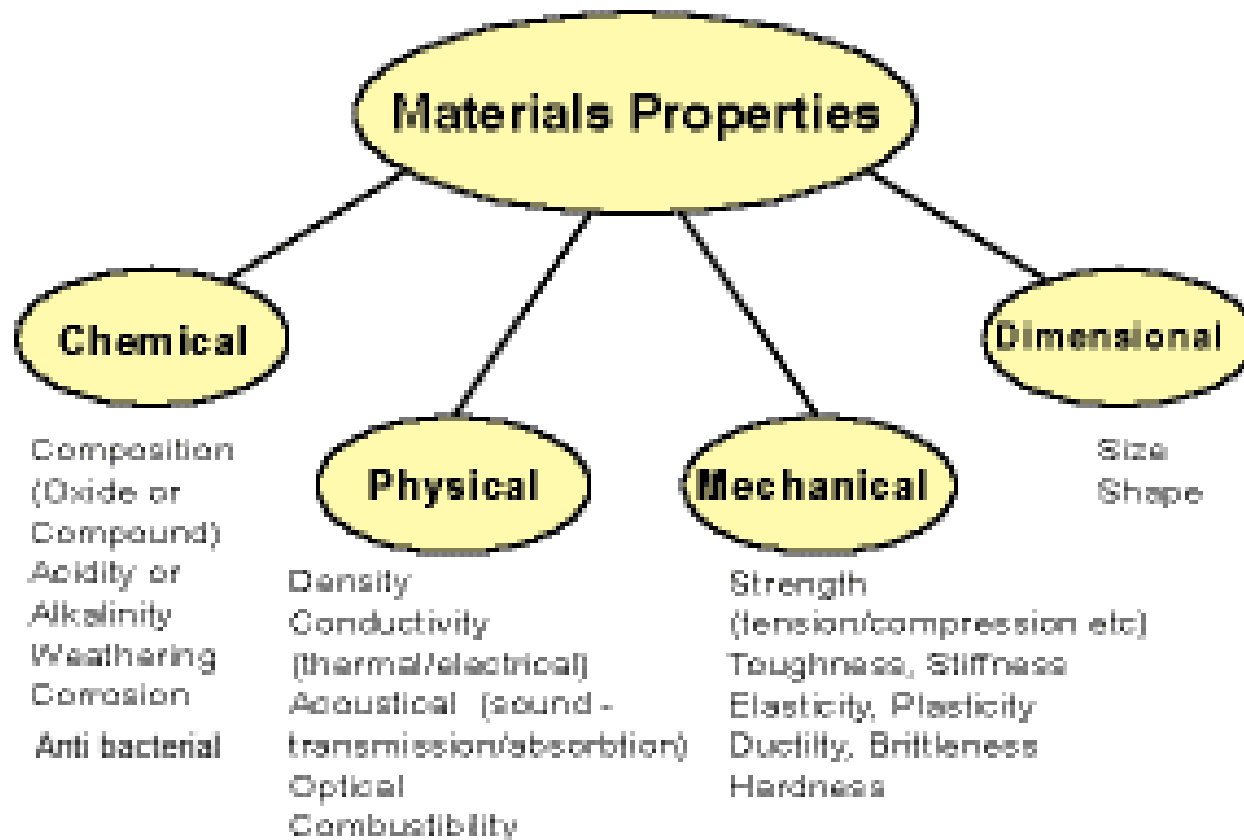 Materials Properties
Chemical
Composition
(Oxide or
Compound)
Acidity or
Alkalinity
Weathering
Corrosion
Anti bacterial
Physical
Density
Conductivity
(thermal/electrical)
Acoustical (sound -
transmission/absorbtion)
Optical
Combustibility
Mechanical
Strength
(tension/compression etc)
Toughness, Stiffness
Elasticity, Plasticity
Ductilty, Brittleness
Hardness
Dimensional
Size
Shape